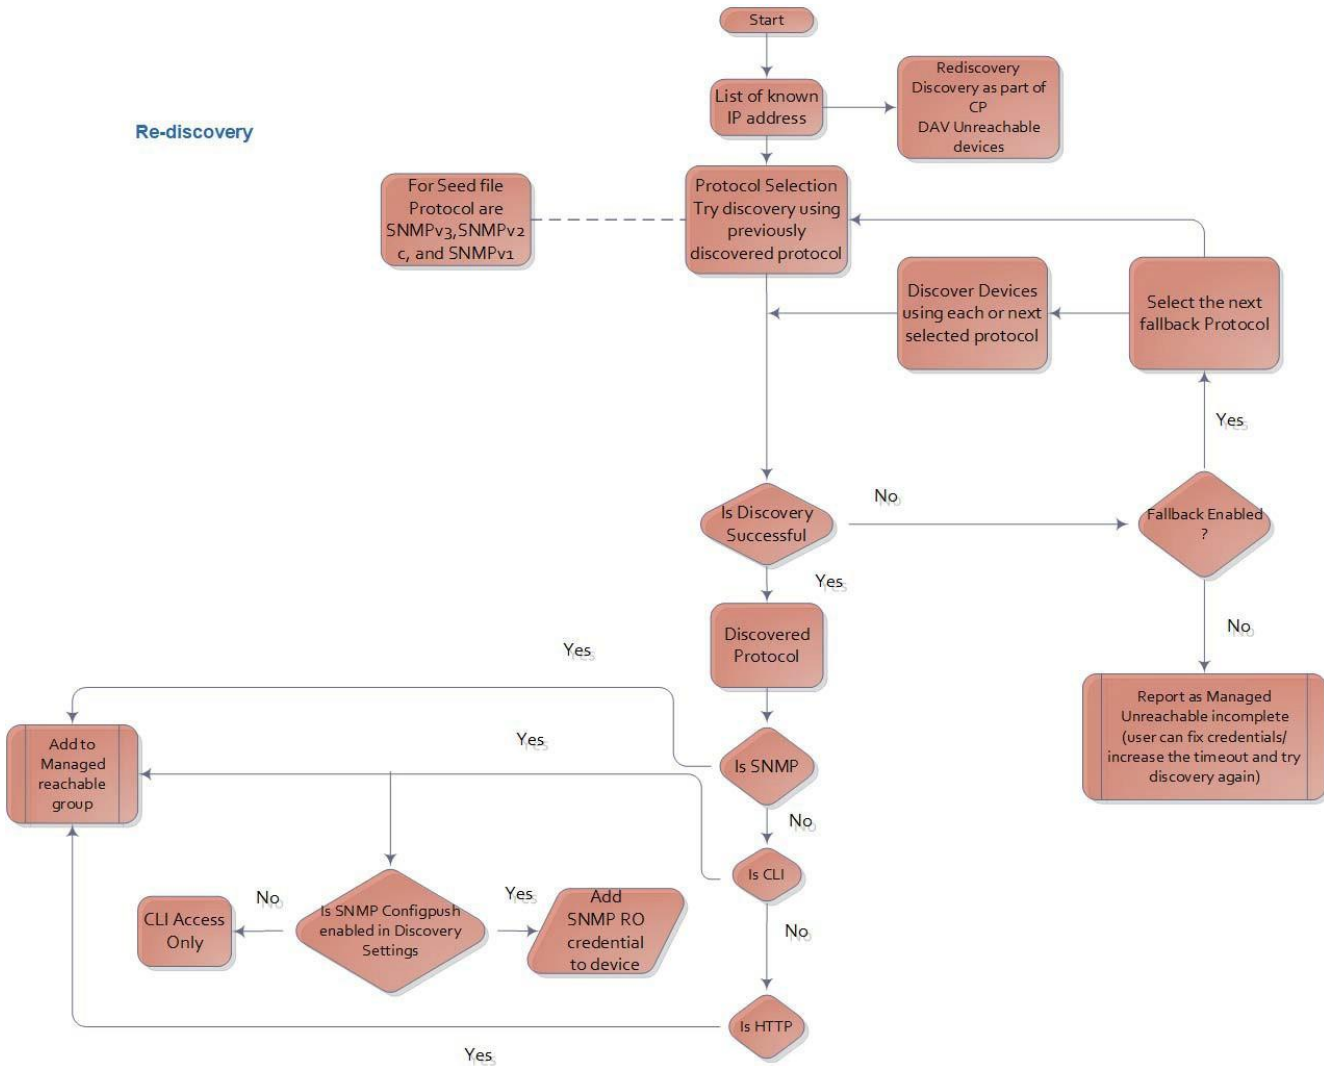 Start
List of known
IP address
Rediscovery
Discovery as part of
CP
DAV Unreachable
devices
Re-discovery
For Seed file
Protocol are
SNMPv3,SNMPv2
c, and SNMPv1
Protocol Selection
Try discovery using
previously
discovered protocol
Discover Devices
using each or next
selected protocol
Select the next
fallback Protocol
Yes
Is Discovery
Successful
No
Fallback Enabled
?
Yes
No
Discovered
Protocol
Report as Managed
Unreachable incomplete
(user can fix credentials/
increase the timeout and try
discovery again)
Yes
Add to
Managed
reachable
group
Yes
Is SNMP
No
Is CLI
CLI Access
Only
No
Is SNMP Configpush
enabled in Discovery
Settings
Yes
Add
SNMP RO
credential
to device
No
Is HTTP
Yes